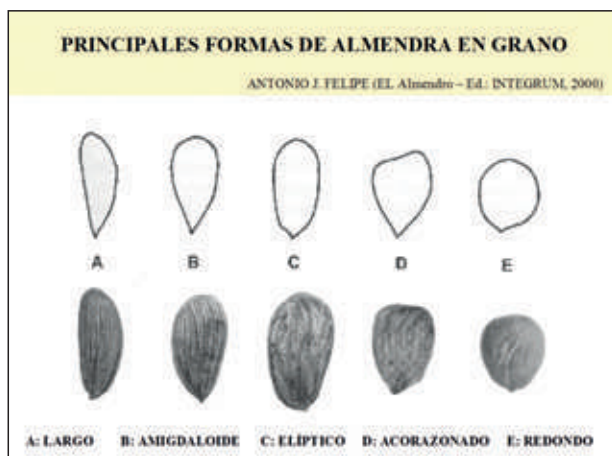 PRINCIPALES FORMAS DE ALMENDRA EN GRANO
ANTONIO J. FELIPE (EL Almendro – Ed.: INTEGRUM, 2000)
A B C D E
A: LARGO B: AMIGDALOIDE C: ELÍPTICO D: ACORAZONADO E: REDONDO